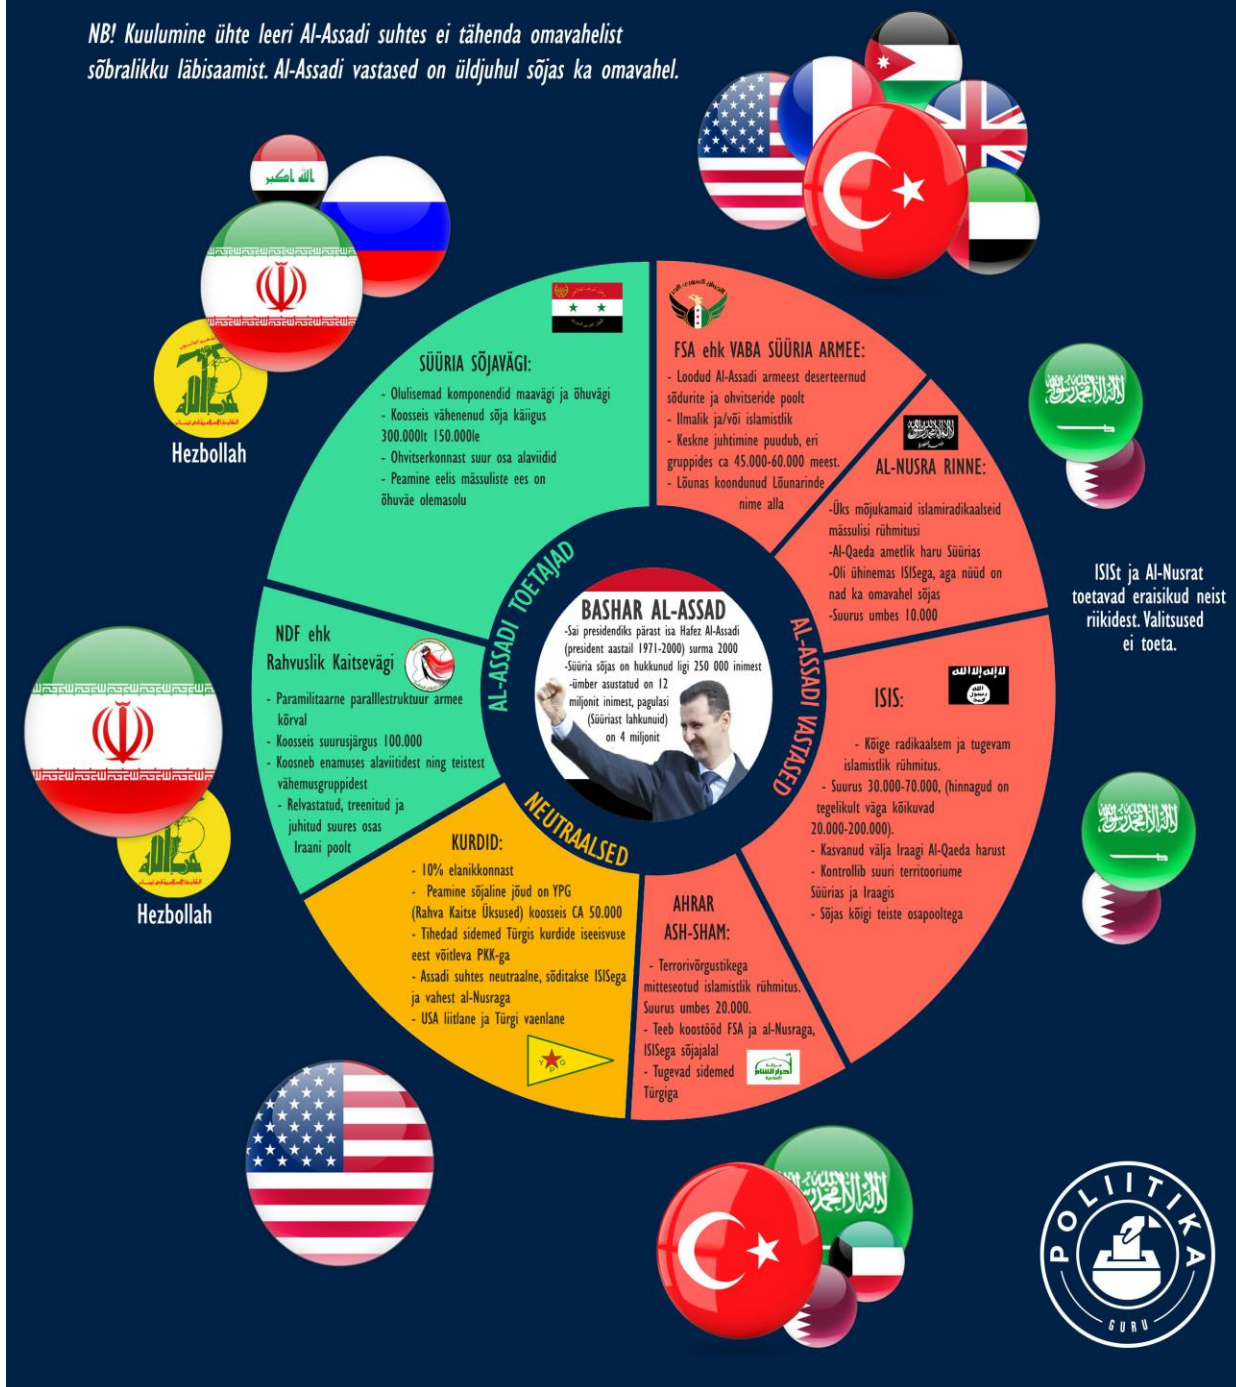 NB! Kuulumine ühte leeri Al-Assadi suhtes ei tähenda omavahelist
sõbralikku läbisaamist. Al-Assadi vastased on üldjuhul sõjas ka omavahel.
Hezbollah
SÜÜRIA SÕJAVÄGI:
- Olulisemad komponendid maavägi ja õhuvägi
- Koosseis vähenenud sõja käiigus
300.000lt 150.000le
- Ohvitserkonnast suur osa alaviidid
- Peamine eelis mässuliste ees on
õhuväe olemasolu
FSA ehk VABA SÜÜRIA ARMEE:
- Loodud Al-Assadi armeest deserteernud
sõdurite ja ohvitseride poolt
- Ilmalik ja/või islamistlik
- Keskne juhtimine puudub, eri
gruppides ca 45.000-60.000 meest.
- Lõunas koondunud Lõunarinde
nime alla
AL-NUSRA RINNE:
-Üks mõjukamaid islamiradikaalseid
mässulisi rühmitusi
-Al-Qaeda ametlik haru Süürias
-Oli ühinemas ISISega, aga nüüd on
nad ka omavahel sõjas
-Suurus umbes 10.000
ISISt ja Al-Nusrat
toetavad eraisikud neist
riikidest. Valitsused
ei toeta.
AL-ASSADI TOETAJAD
AL-ASSADI VASTASED
NEUTRAALSED
BASHAR AL-ASSAD
-Sai presidendiks pärast isa Hafez Al-Assadi
(president aastail 1971-2000) surma 2000
-Süüria sõjas on hukkunud ligi 250 000 inimest
-ümber asustatud on 12
miljonit inimest, pagulasi
(Süüriast lahkunuid)
on 4 miljonit
NDF ehk
Rahvuslik Kaitsevägi
- Paramilitaarne paralllestruktuur armee
kõrval
- Koosseis suurusjärgus 100.000
- Koosneb enamuses alaviitidest ning teistest
vähemusgruppidest
- Relvastatud, treenitud ja
juhitud suures osas
Iraani poolt
Hezbollah
ISIS:
- Kõige radikaalsem ja tugevam
islamistlik rühmitus.
- Suurus 30.000-70.000, (hinnagud on
tegelikult väga kõikuvad
20.000-200.000).
- Kasvanud välja Iraagi Al-Qaeda harust
- Kontrollib suuri territooriume
Süürias ja Iraagis
- Sõjas kõigi teiste osapooltega
KURDID:
- 10% elanikkonnast
- Peamine sõjaline jõud on YPG
(Rahva Kaitse Üksused) koosseis CA 50.000
- Tihedad sidemed Türgis kurdide iseeisvuse
eest võitleva PKK-ga
- Assadi suhtes neutraalne, sõditakse ISISega
ja vahest al-Nusraga
- USA liitlane ja Türgi vaenlane
Y P G
AHRAR
ASH-SHAM:
- Terrorivõrgustikega
mitteseotud islamistlik rühmitus.
Suurus umbes 20.000.
- Teeb koostööd FSA ja al-Nusraga,
ISISega sõjajalal
- Tugevad sidemed
Türgiga
أحرار الشام
الله اكبر
POLIITIKA
GURU